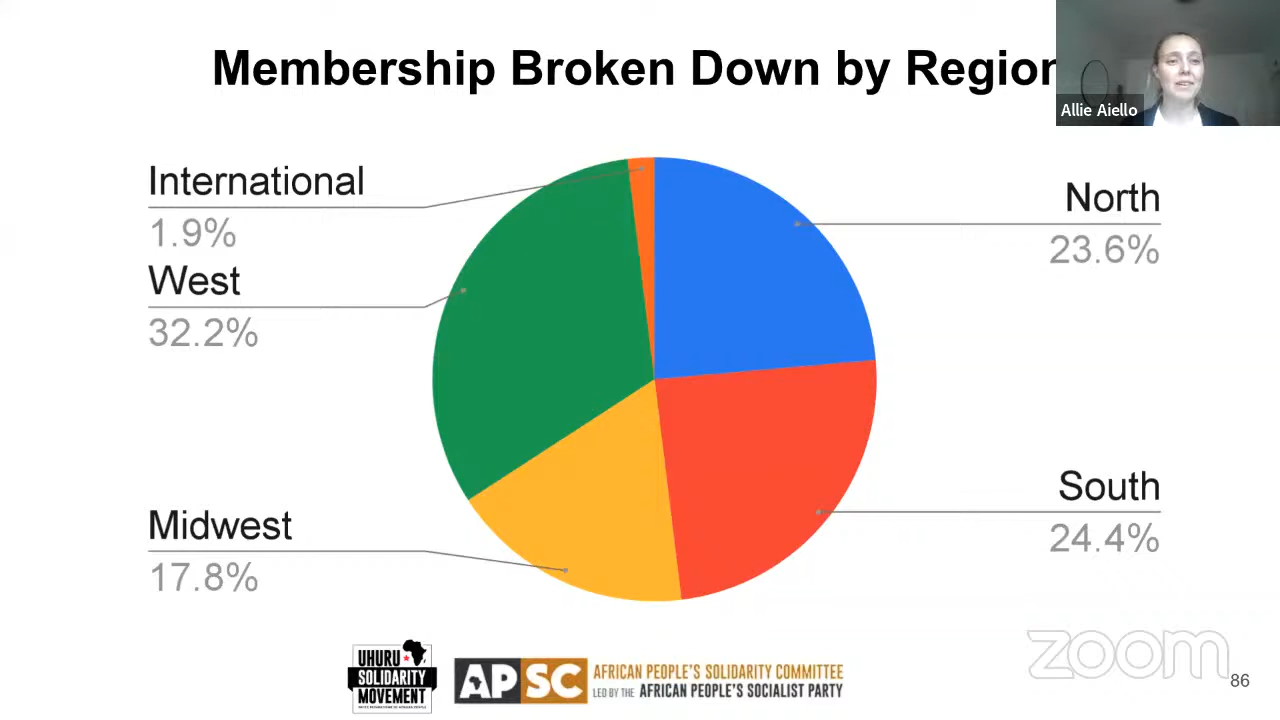 Membership Broken Down by Region
Allie Aiello
International
1.9%
West
32.2%
Midwest
17.8%
North
23.6%
South
24.4%
UHURU
SOLIDARITY
MOVEMENT
APSC
AFRICAN PEOPLE'S SOLIDARITY COMMITTEE
LED BY THE AFRICAN PEOPLE'S SOCIALIST PARTY
zoom
86